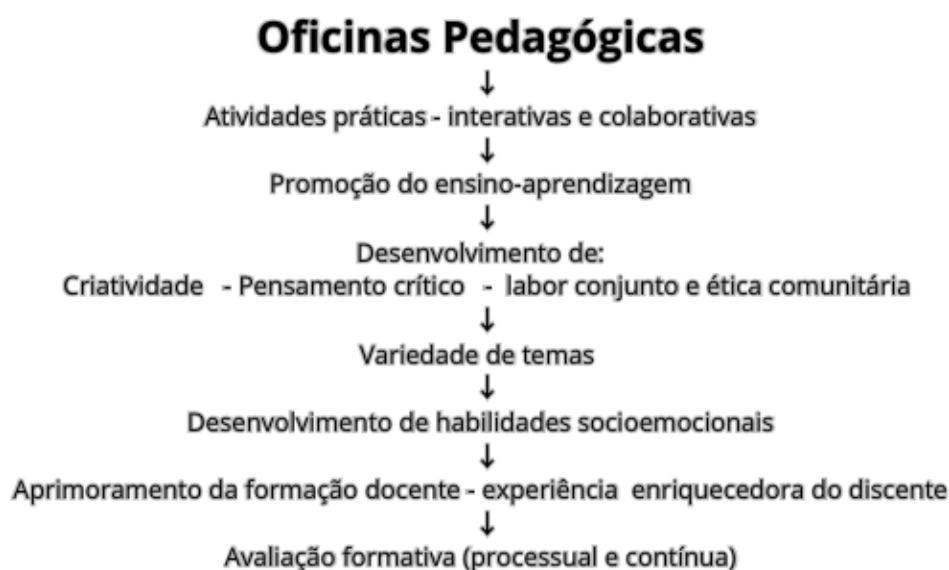 Oficinas Pedagógicas
↓
Atividades práticas - interativas e colaborativas
↓
Promoção do ensino-aprendizagem
↓
Desenvolvimento de:
Criatividade - Pensamento crítico - labor conjunto e ética comunitária
↓
Variedade de temas
↓
Desenvolvimento de habilidades socioemocionais
↓
Aprimoramento da formação docente - experiência enriquecedora do discente
↓
Avaliação formativa (processual e contínua)